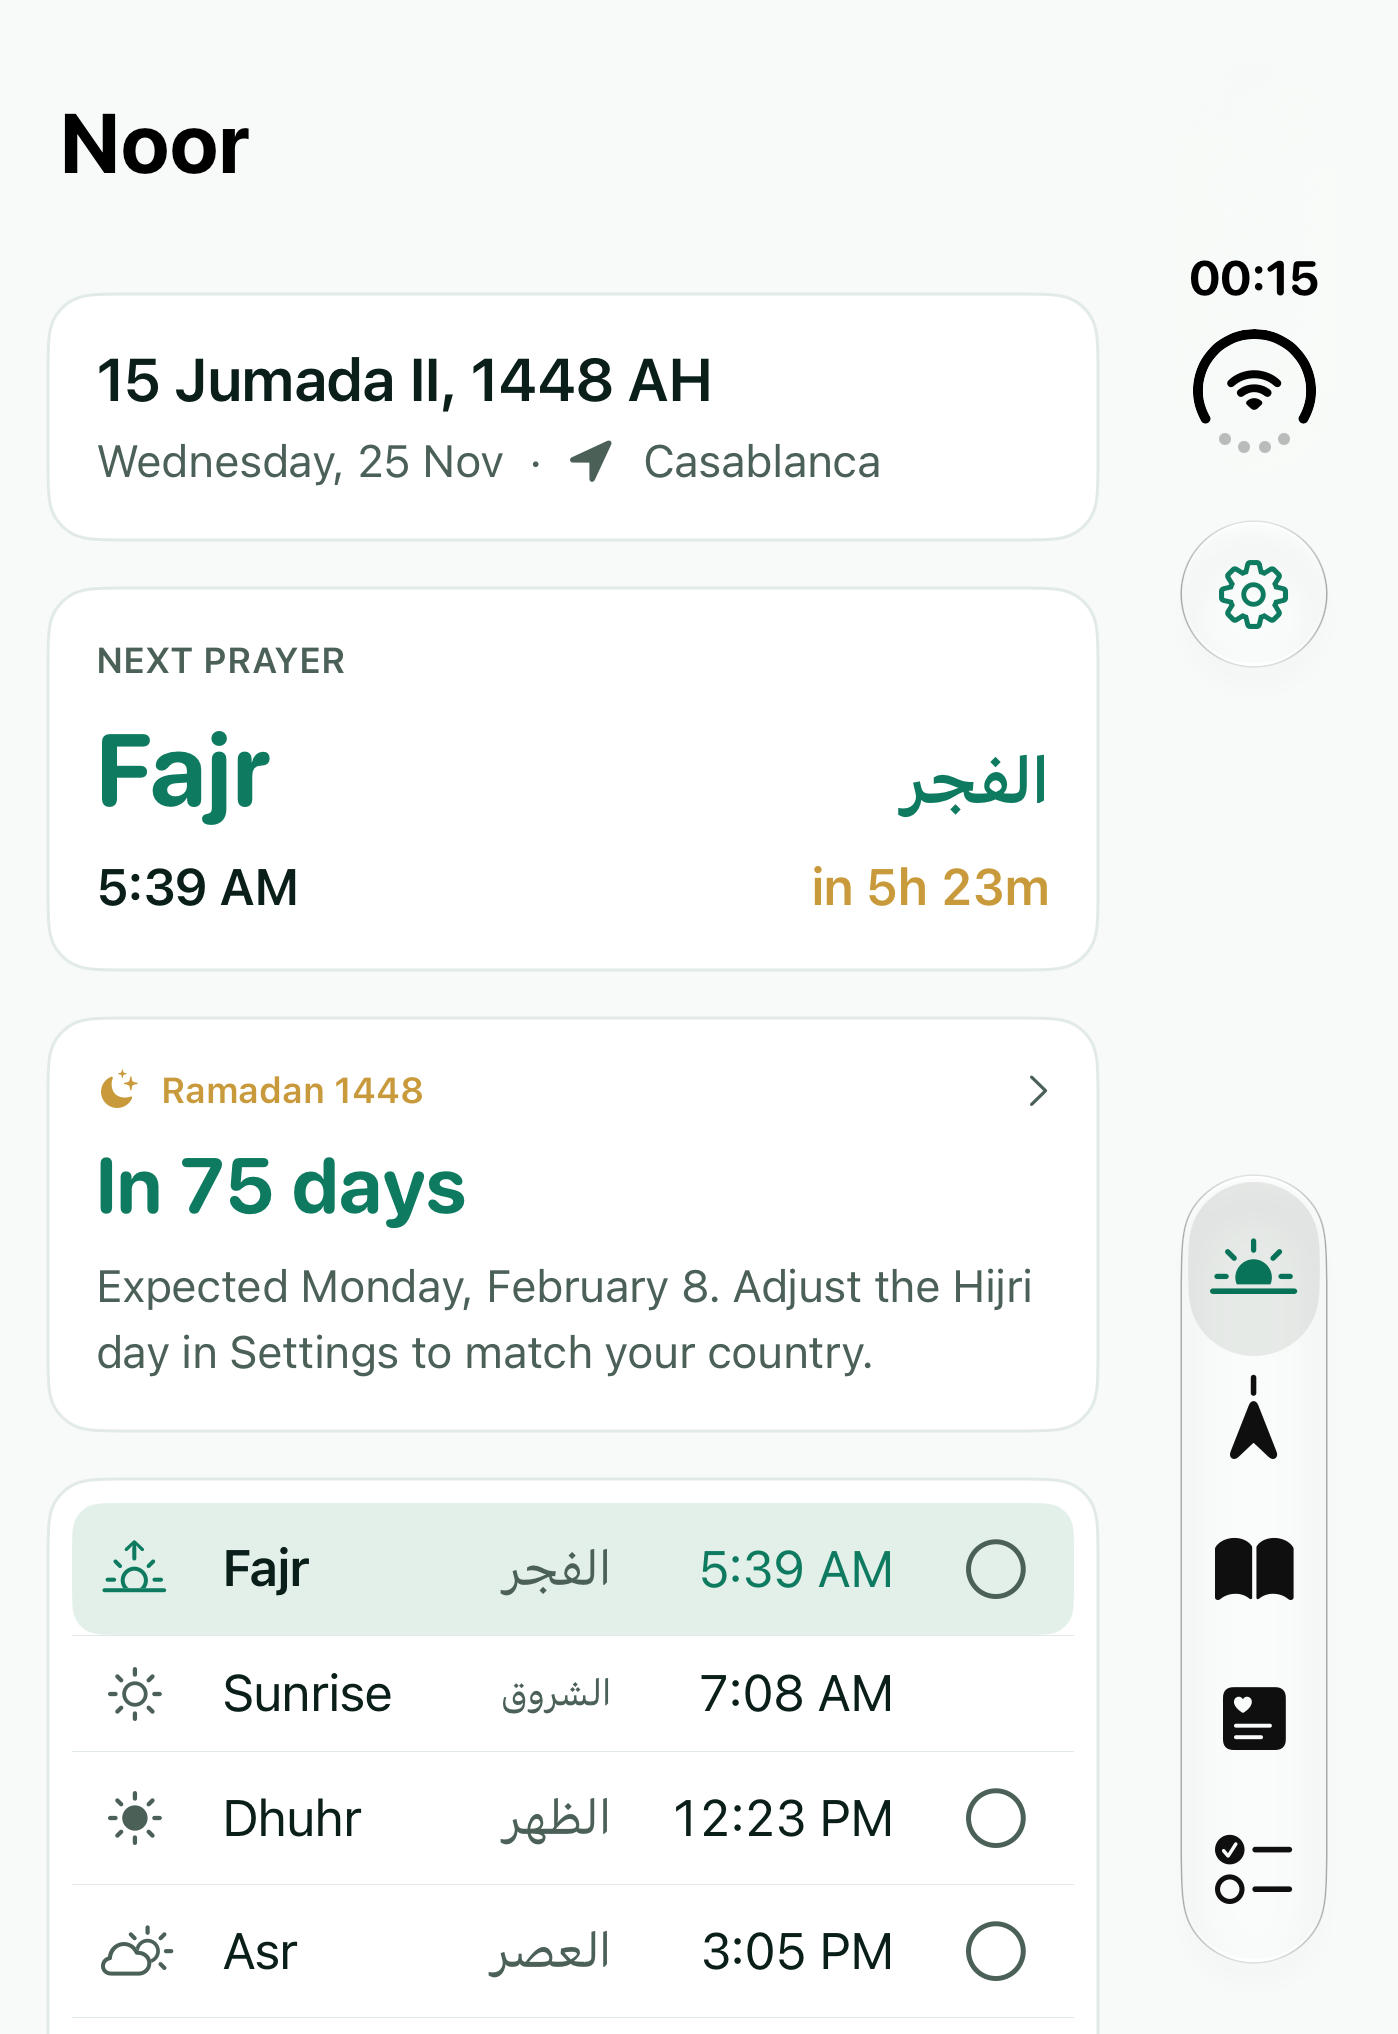 Noor
00:15
15 Jumada II, 1448 AH
Wednesday, 25 Nov · Casablanca
NEXT PRAYER
Fajr الفجر
5:39 AM in 5h 23m
Ramadan 1448
In 75 days
Expected Monday, February 8. Adjust the Hijri
day in Settings to match your country.
Fajr الفجر 5:39 AM
Sunrise الشروق 7:08 AM
Dhuhr الظهر 12:23 PM
Asr العصر 3:05 PM